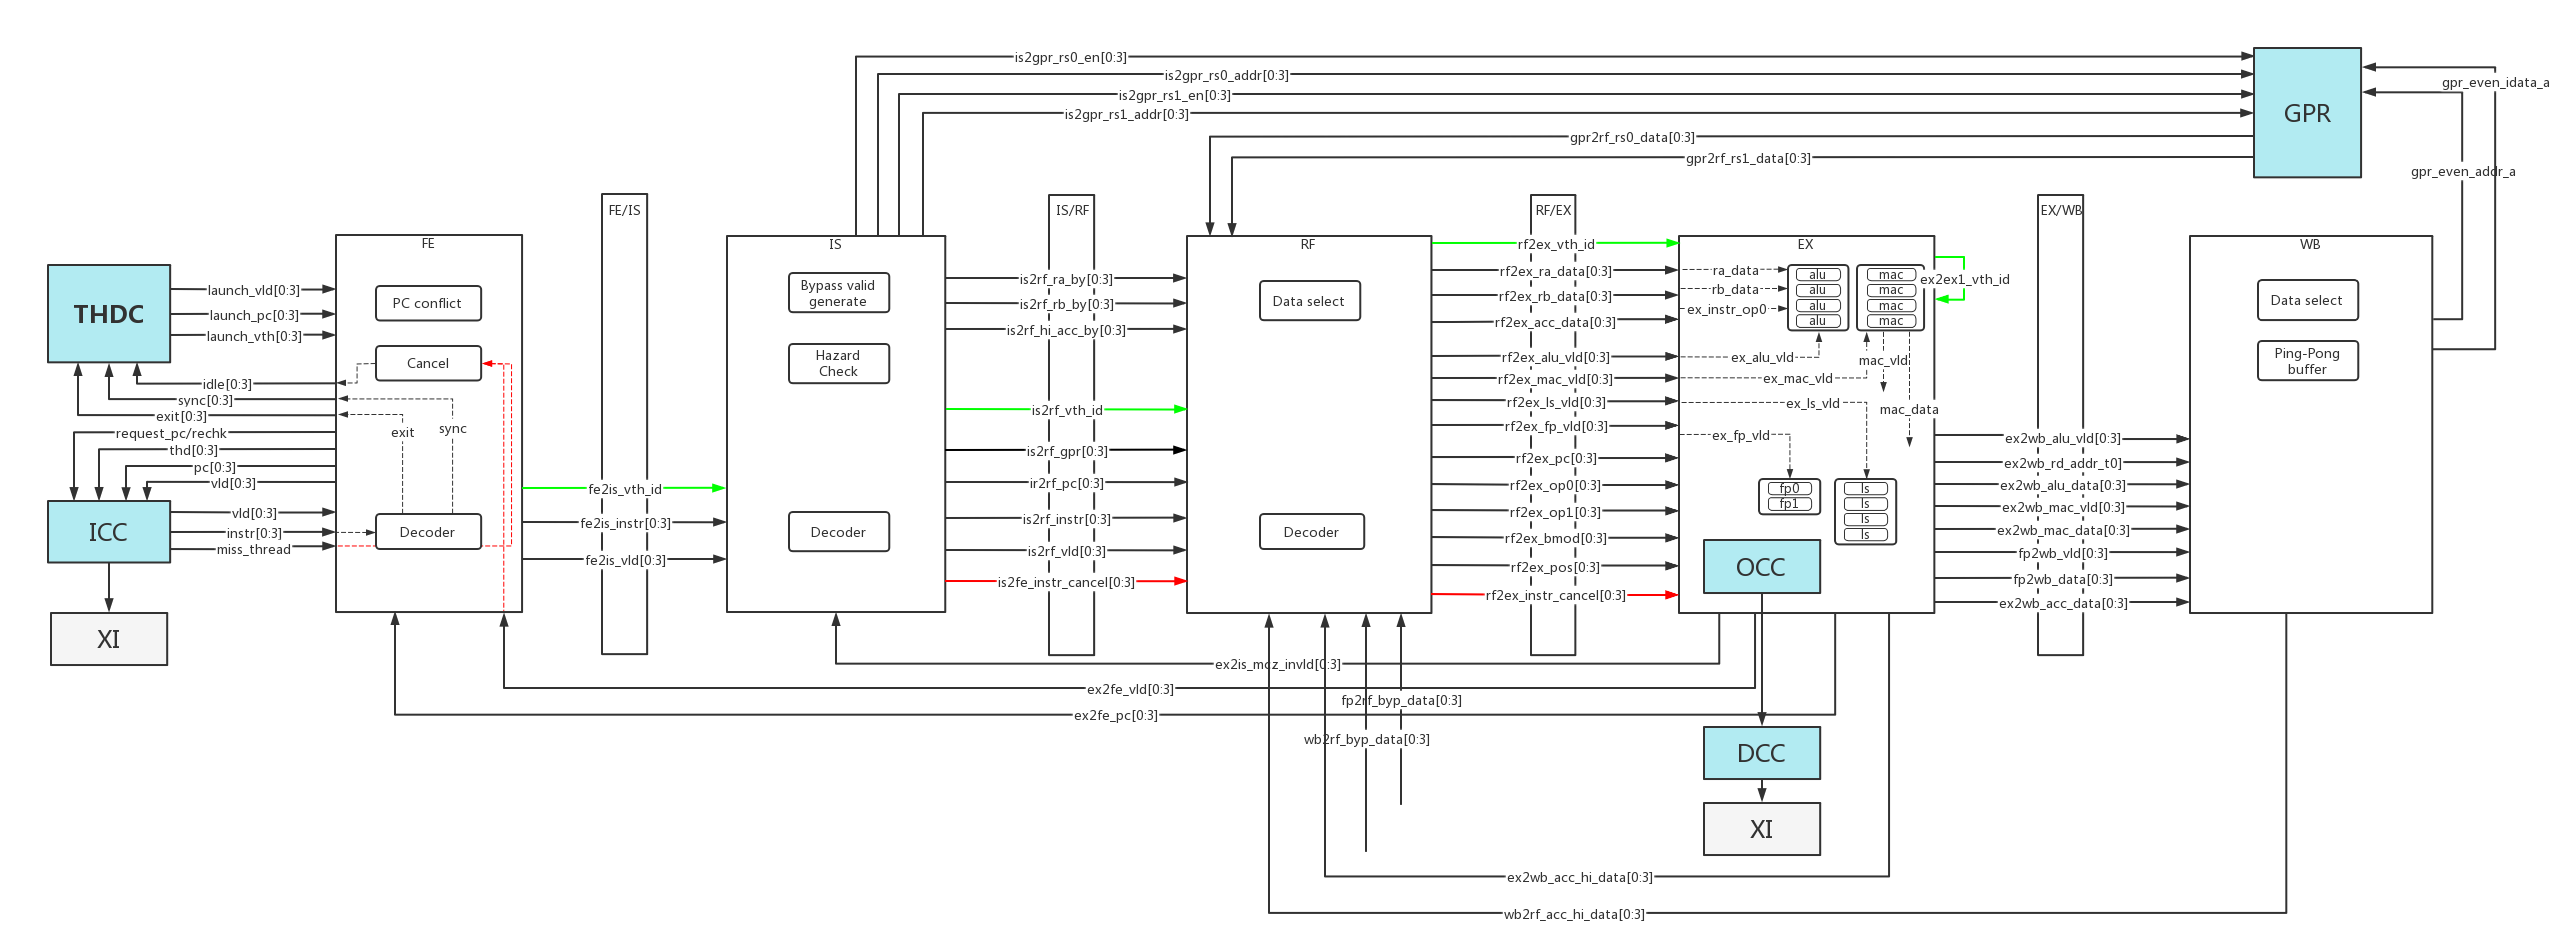 is2gpr_rs0_en[0:3]
is2gpr_rs0_addr[0:3]
is2gpr_rs1_en[0:3]
is2gpr_rs1_addr[0:3]
gpr2rf_rs0_data[0:3]
gpr2rf_rs1_data[0:3]
GPR
gpr_even_idata_a
gpr_even_addr_a
THDC
launch_vld[0:3]
launch_pc[0:3]
launch_vth[0:3]
idle[0:3]
sync[0:3]
exit[0:3]
request_pc/rechk
thd[0:3]
pc[0:3]
vld[0:3]
ICC
vld[0:3]
instr[0:3]
miss_thread
XI
FE
PC conflict
Cancel
exit
sync
Decoder
FE/IS
fe2is_vth_id
fe2is_instr[0:3]
fe2is_vld[0:3]
IS
Bypass valid
generate
Hazard
Check
Decoder
IS/RF
is2rf_ra_by[0:3]
is2rf_rb_by[0:3]
is2rf_hi_acc_by[0:3]
is2rf_vth_id
is2rf_gpr[0:3]
ir2rf_pc[0:3]
is2rf_instr[0:3]
is2rf_vld[0:3]
is2fe_instr_cancel[0:3]
RF
Data select
Decoder
RF/EX
rf2ex_vth_id
rf2ex_ra_data[0:3]
rf2ex_rb_data[0:3]
rf2ex_acc_data[0:3]
rf2ex_alu_vld[0:3]
rf2ex_mac_vld[0:3]
rf2ex_ls_vld[0:3]
rf2ex_fp_vld[0:3]
rf2ex_pc[0:3]
rf2ex_op0[0:3]
rf2ex_op1[0:3]
rf2ex_bmod[0:3]
rf2ex_pos[0:3]
rf2ex_instr_cancel[0:3]
EX
ra_data
rb_data
ex_instr_op0
alu
alu
alu
alu
mac
mac
mac
mac
ex2ex1_vth_id
ex_alu_vld
mac_vld
ex_mac_vld
ex_ls_vld
mac_data
ex_fp_vld
fp0
fp1
ls
ls
ls
ls
OCC
EX/WB
ex2wb_alu_vld[0:3]
ex2wb_rd_addr_t0]
ex2wb_alu_data[0:3]
ex2wb_mac_vld[0:3]
ex2wb_mac_data[0:3]
fp2wb_vld[0:3]
fp2wb_data[0:3]
ex2wb_acc_data[0:3]
WB
Data select
Ping-Pong
buffer
ex2is_moz_invld[0:3]
ex2fe_vld[0:3]
fp2rf_byp_data[0:3]
ex2fe_pc[0:3]
wb2rf_byp_data[0:3]
DCC
XI
ex2wb_acc_hi_data[0:3]
wb2rf_acc_hi_data[0:3]